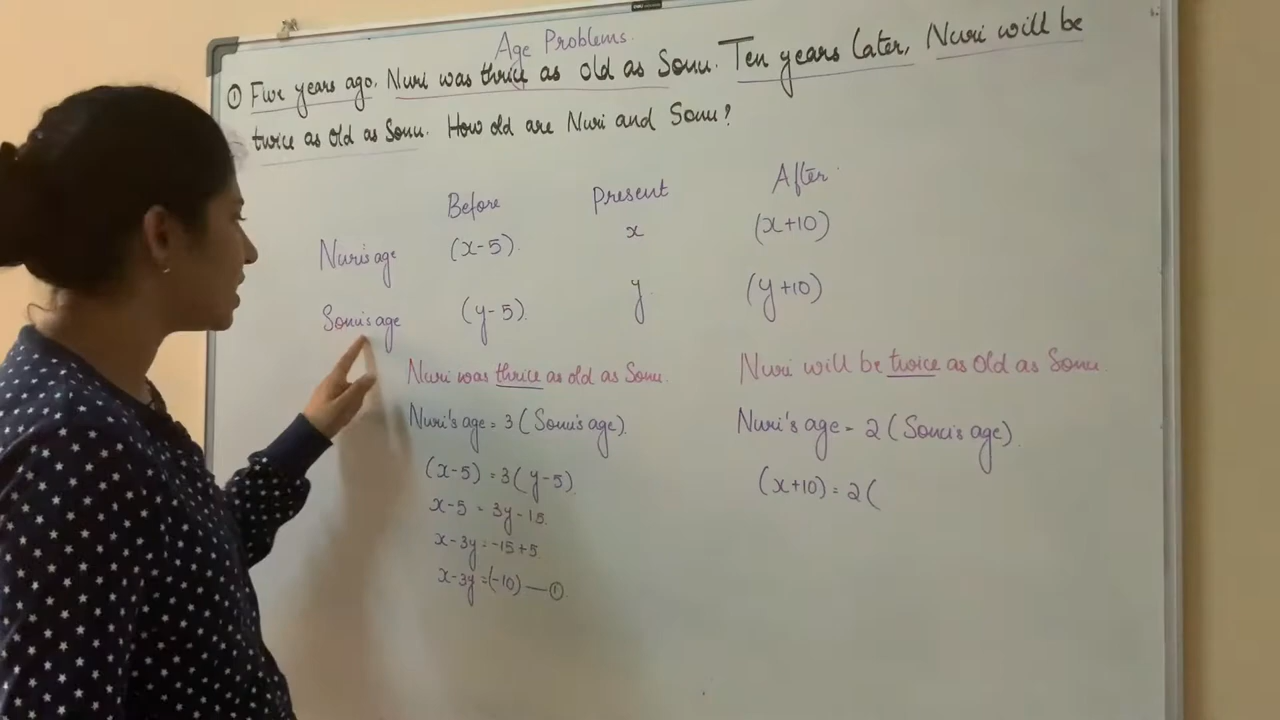 Age Problems.
① Five years ago, Nuri was thrice as old as Sonu. Ten years later, Nuri will be
twice as old as Sonu. How old are Nuri and Sonu?
Before Present After
Nuri's age (x-5). x (x+10)
Sonu's age (y-5). y (y+10)
Nuri was thrice as old as Sonu.
Nuri's age = 3 (Sonu's age).
(x-5) = 3(y-5)
x-5 = 3y-15.
x-3y = -15+5.
x-3y = (-10) — ①.
Nuri will be twice as old as Sonu.
Nuri's age = 2 (Sonu's age).
(x+10) = 2 (